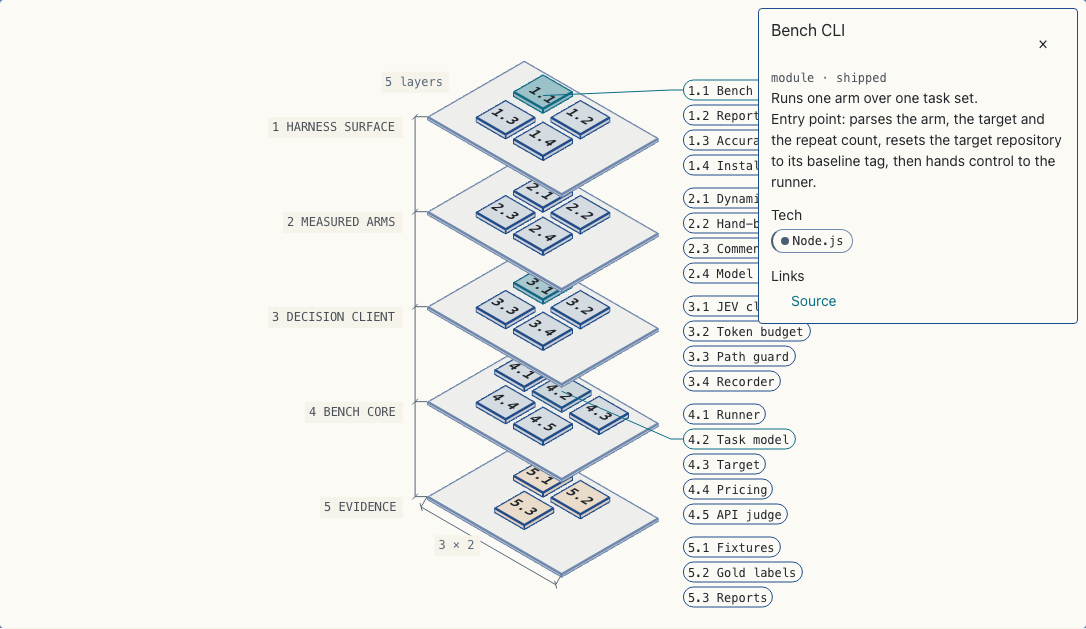 5 layers
1 HARNESS SURFACE
2 MEASURED ARMS
3 DECISION CLIENT
4 BENCH CORE
5 EVIDENCE
3 × 2
1.1
1.3
1.2
1.4
2.1
2.3
2.2
2.4
3.1
3.3
3.2
3.4
4.1
4.2
4.4
4.3
4.5
5.1
5.2
5.3
1.1 Bench
1.2 Report
1.3 Accura
1.4 Instal
2.1 Dynami
2.2 Hand-b
2.3 Commer
2.4 Model
3.1 JEV cl
3.2 Token budget
3.3 Path guard
3.4 Recorder
4.1 Runner
4.2 Task model
4.3 Target
4.4 Pricing
4.5 API judge
5.1 Fixtures
5.2 Gold labels
5.3 Reports
Bench CLI
×
module · shipped
Runs one arm over one task set.
Entry point: parses the arm, the target and
the repeat count, resets the target repository
to its baseline tag, then hands control to the
runner.
Tech
Node.js
Links
Source